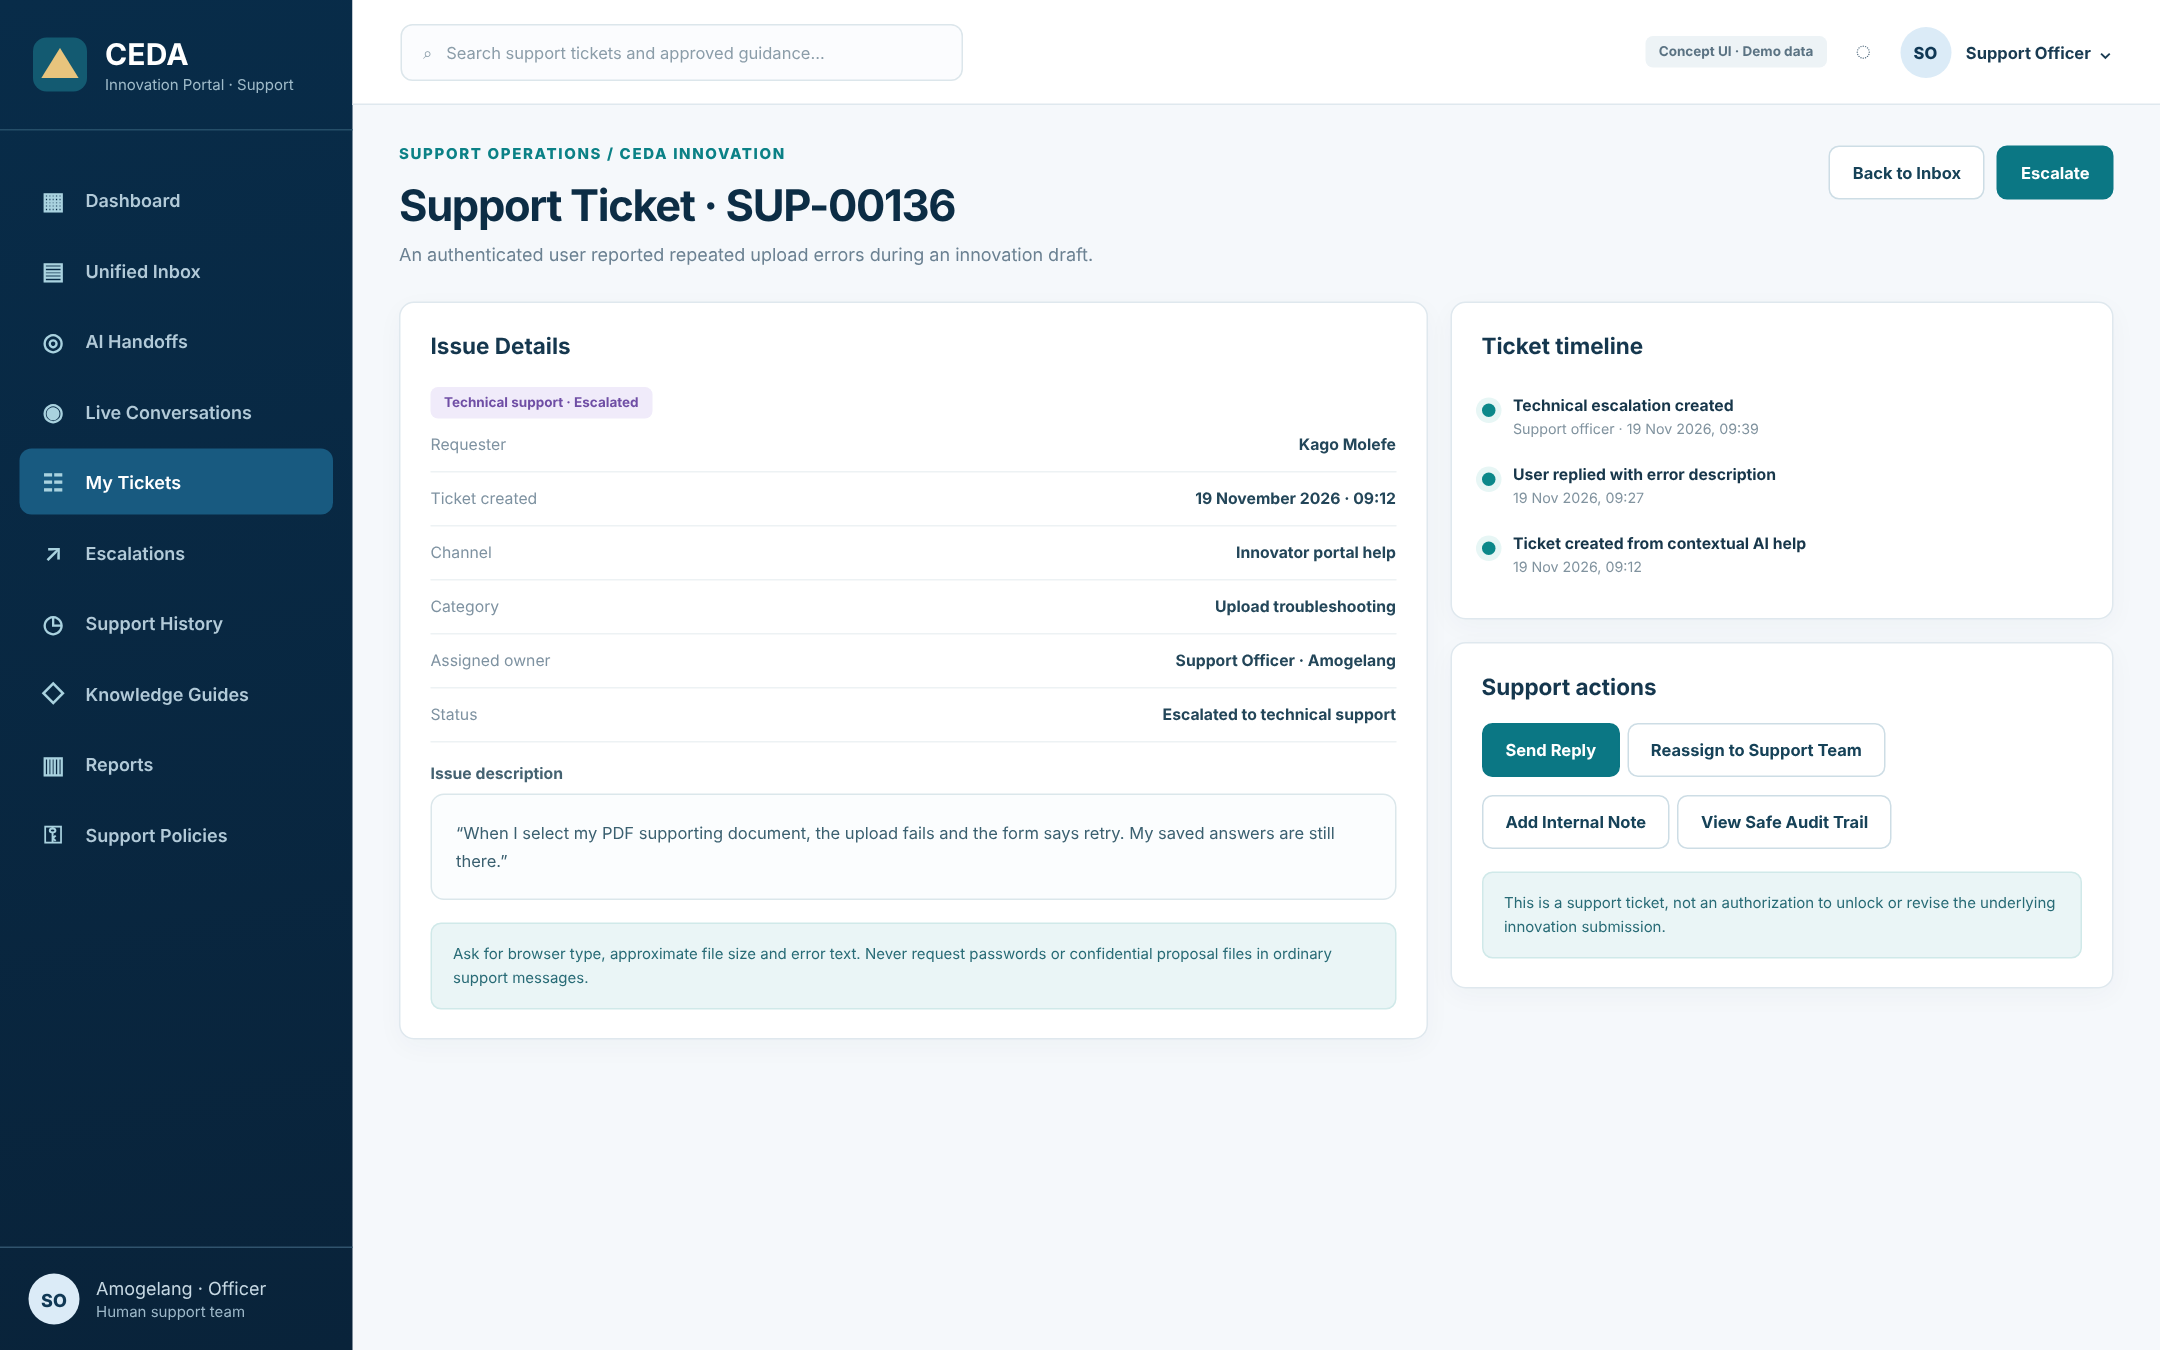 CEDA
Innovation Portal · Support
Dashboard
Unified Inbox
AI Handoffs
Live Conversations
My Tickets
Escalations
Support History
Knowledge Guides
Reports
Support Policies
SO
Amogelang · Officer
Human support team
Search support tickets and approved guidance...
Concept UI · Demo data
SO
Support Officer
SUPPORT OPERATIONS / CEDA INNOVATION
Support Ticket · SUP-00136
An authenticated user reported repeated upload errors during an innovation draft.
Back to Inbox
Escalate
Issue Details
Technical support · Escalated
Requester Kago Molefe
Ticket created 19 November 2026 · 09:12
Channel Innovator portal help
Category Upload troubleshooting
Assigned owner Support Officer · Amogelang
Status Escalated to technical support
Issue description
“When I select my PDF supporting document, the upload fails and the form says retry. My saved answers are still
there.”
Ask for browser type, approximate file size and error text. Never request passwords or confidential proposal files in ordinary
support messages.
Ticket timeline
Technical escalation created
Support officer · 19 Nov 2026, 09:39
User replied with error description
19 Nov 2026, 09:27
Ticket created from contextual AI help
19 Nov 2026, 09:12
Support actions
Send Reply
Reassign to Support Team
Add Internal Note
View Safe Audit Trail
This is a support ticket, not an authorization to unlock or revise the underlying
innovation submission.